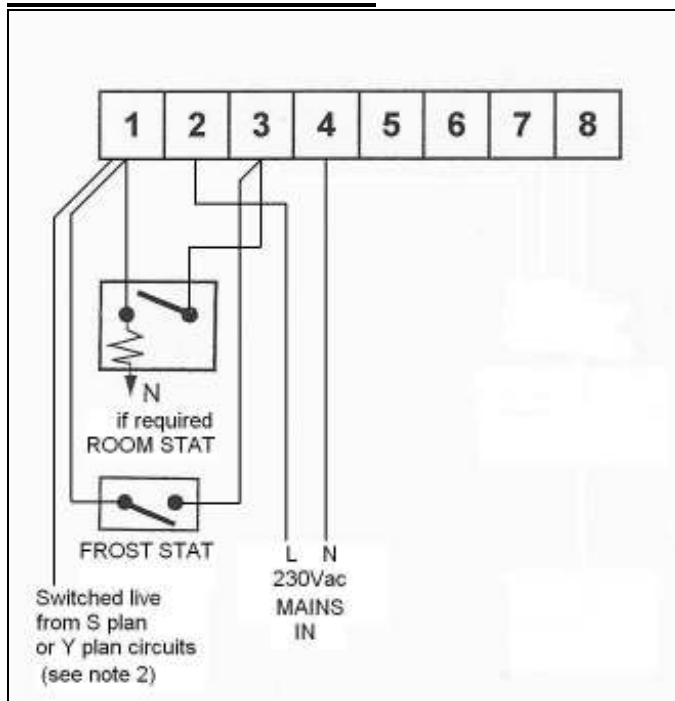 1 2 3 4 5 6 7 8
N
if required
ROOM STAT
FROST STAT
L N
230Vac
MAINS
IN
Switched live
from S plan
or Y plan circuits
(see note 2)